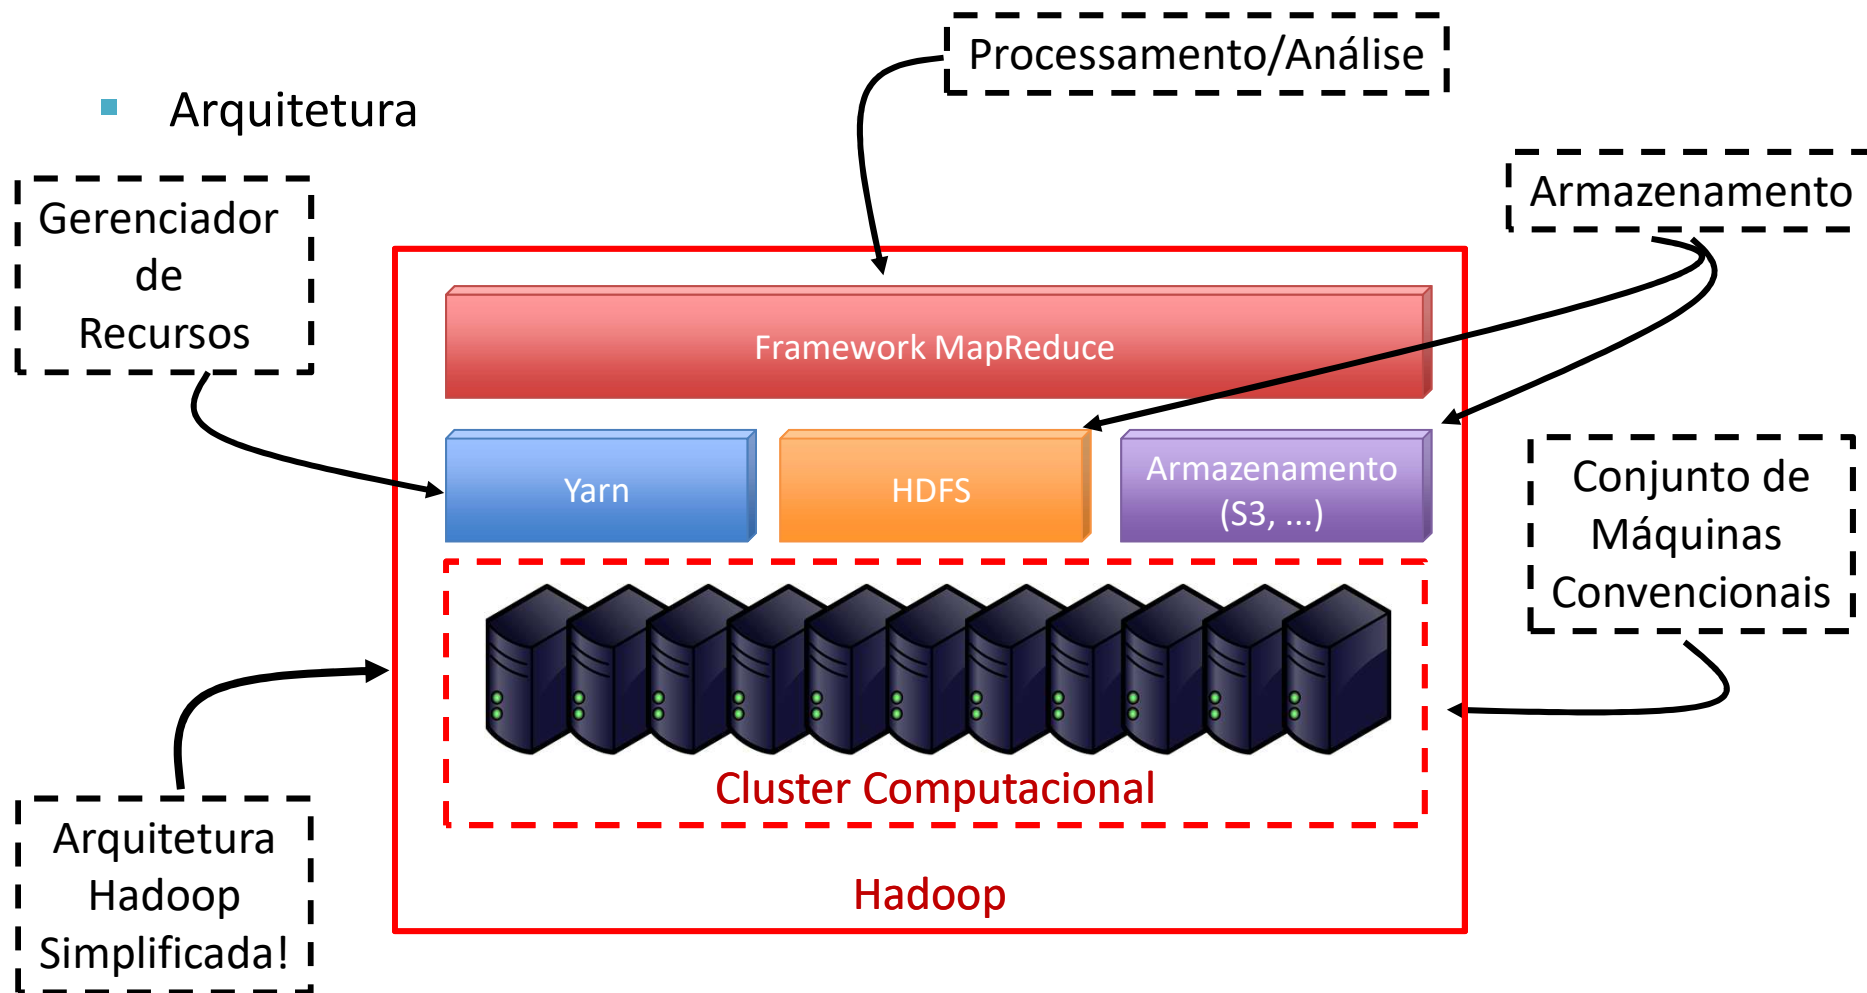 Processamento/Análise
Arquitetura
Armazenamento
Gerenciador
de
Recursos
Framework MapReduce
Yarn
HDFS
Armazenamento
(S3, ...)
Conjunto de
Máquinas
Convencionais
Cluster Computacional
Arquitetura
Hadoop
Simplificada!
Hadoop